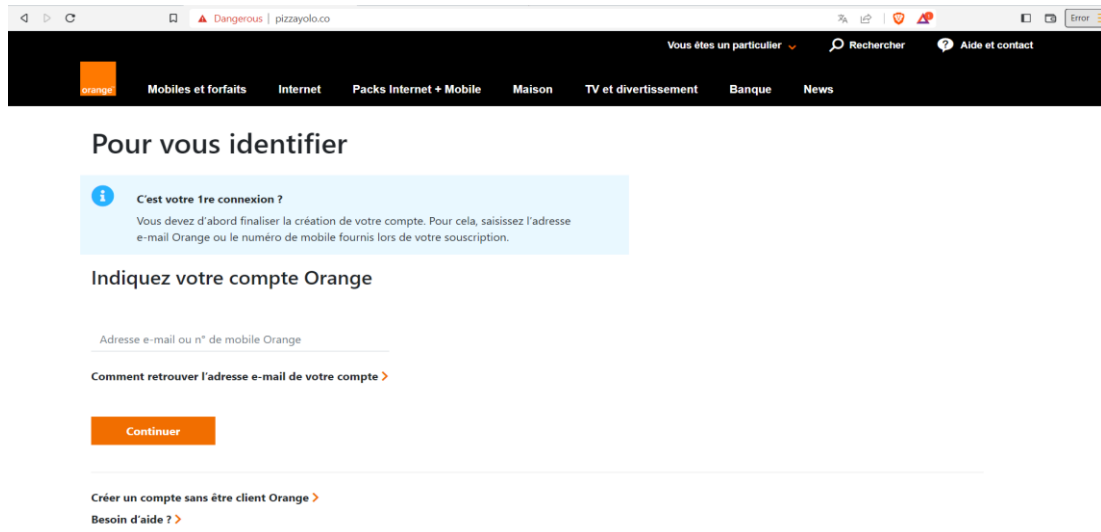 Dangerous | pizzayolo.co Error
Vous êtes un particulier Rechercher Aide et contact
orange Mobiles et forfaits Internet Packs Internet + Mobile Maison TV et divertissement Banque News
Pour vous identifier
C'est votre 1re connexion ?
Vous devez d'abord finaliser la création de votre compte. Pour cela, saisissez l'adresse
e-mail Orange ou le numéro de mobile fournis lors de votre souscription.
Indiquez votre compte Orange
Adresse e-mail ou n° de mobile Orange
Comment retrouver l'adresse e-mail de votre compte
Continuer
Créer un compte sans être client Orange
Besoin d'aide ?